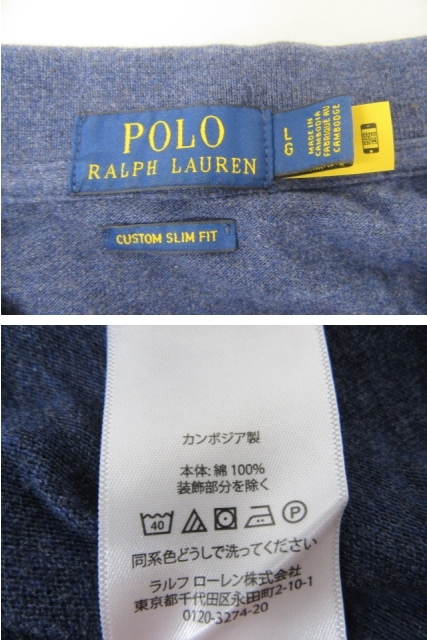 POLO
RALPH LAUREN
L
G
MADE IN
CAMBODIA
FABRIQUÉ AU
CAMBODGE
CUSTOM SLIM FIT
カンボジア製
本体: 綿 100%
装飾部分を除く
40 P
同系色どうしで洗ってください
ラルフ ローレン株式会社
東京都千代田区永田町2-10-1
0120-3274-20